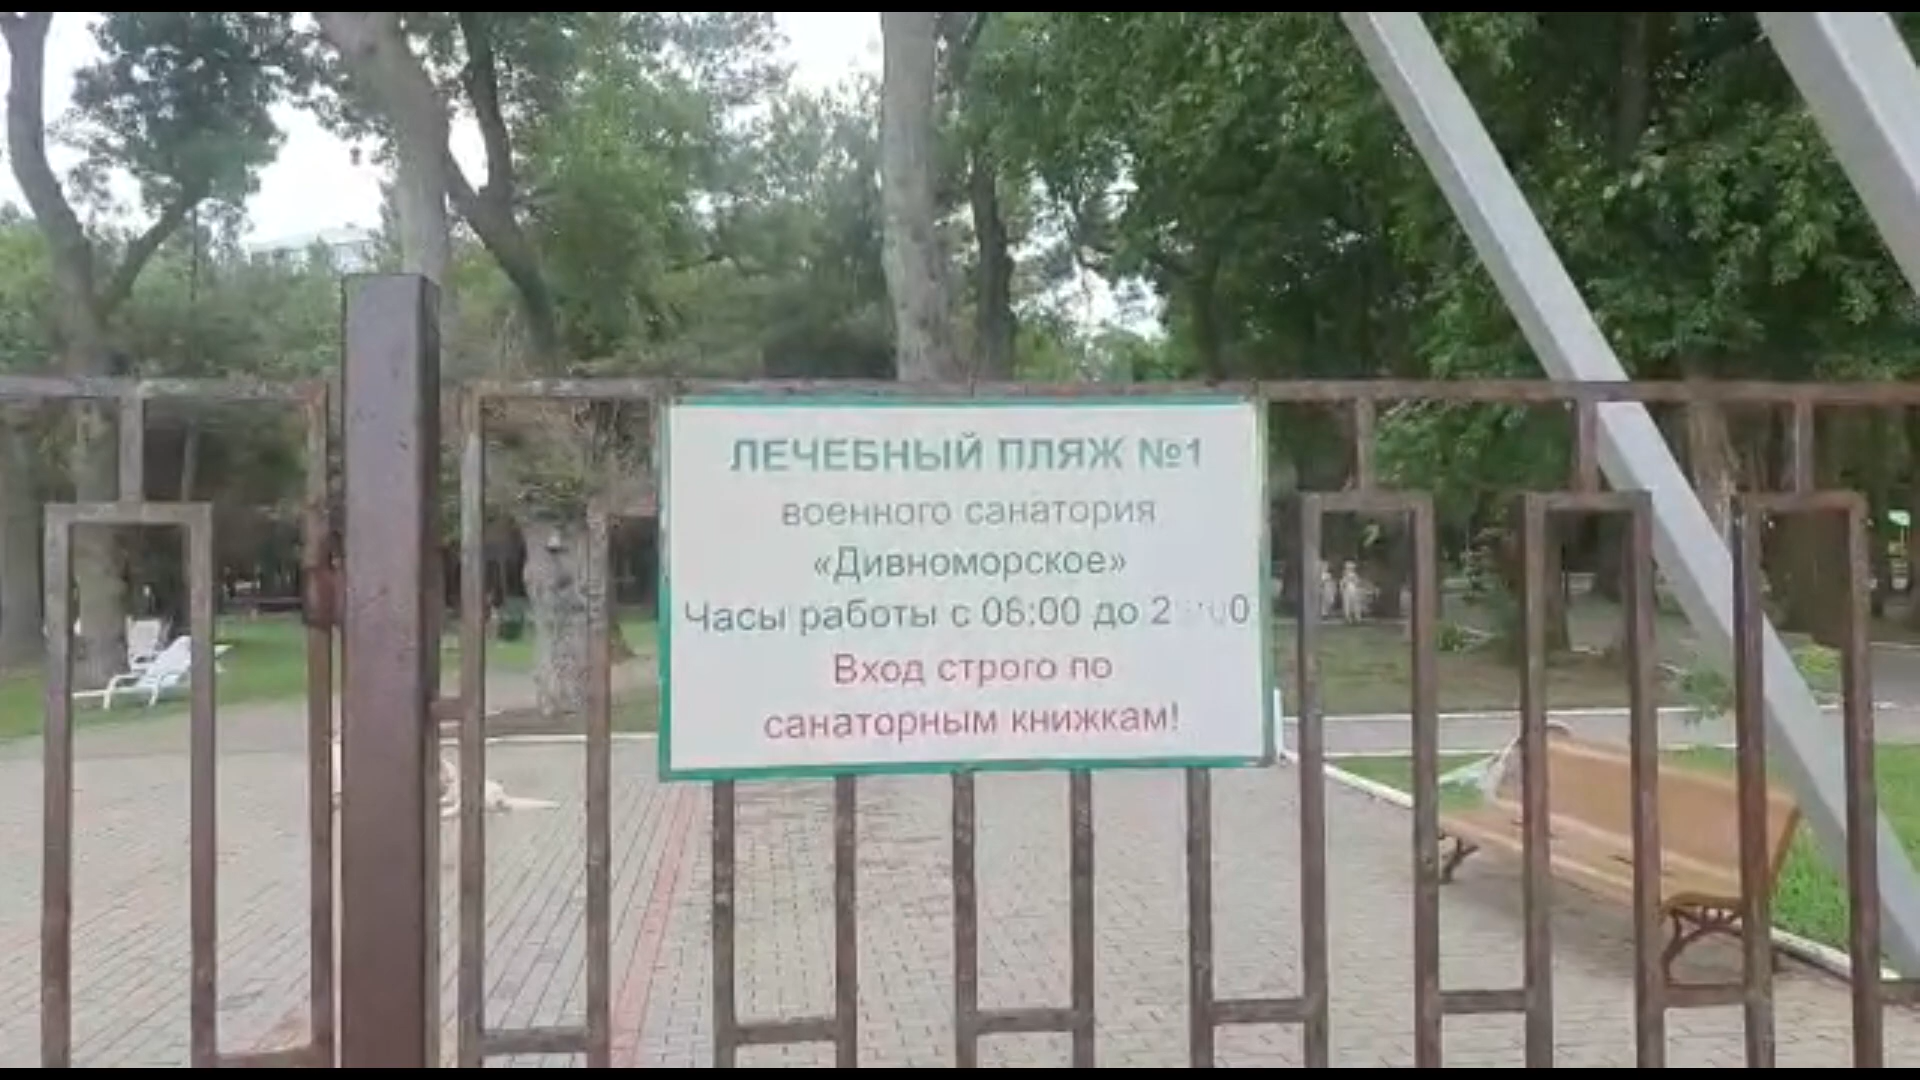 ЛЕЧЕБНЫЙ ПЛЯЖ №1
военного санатория
«Дивноморское»
Часы работы с 06:00 до
Вход строго по
санаторным книжкам!